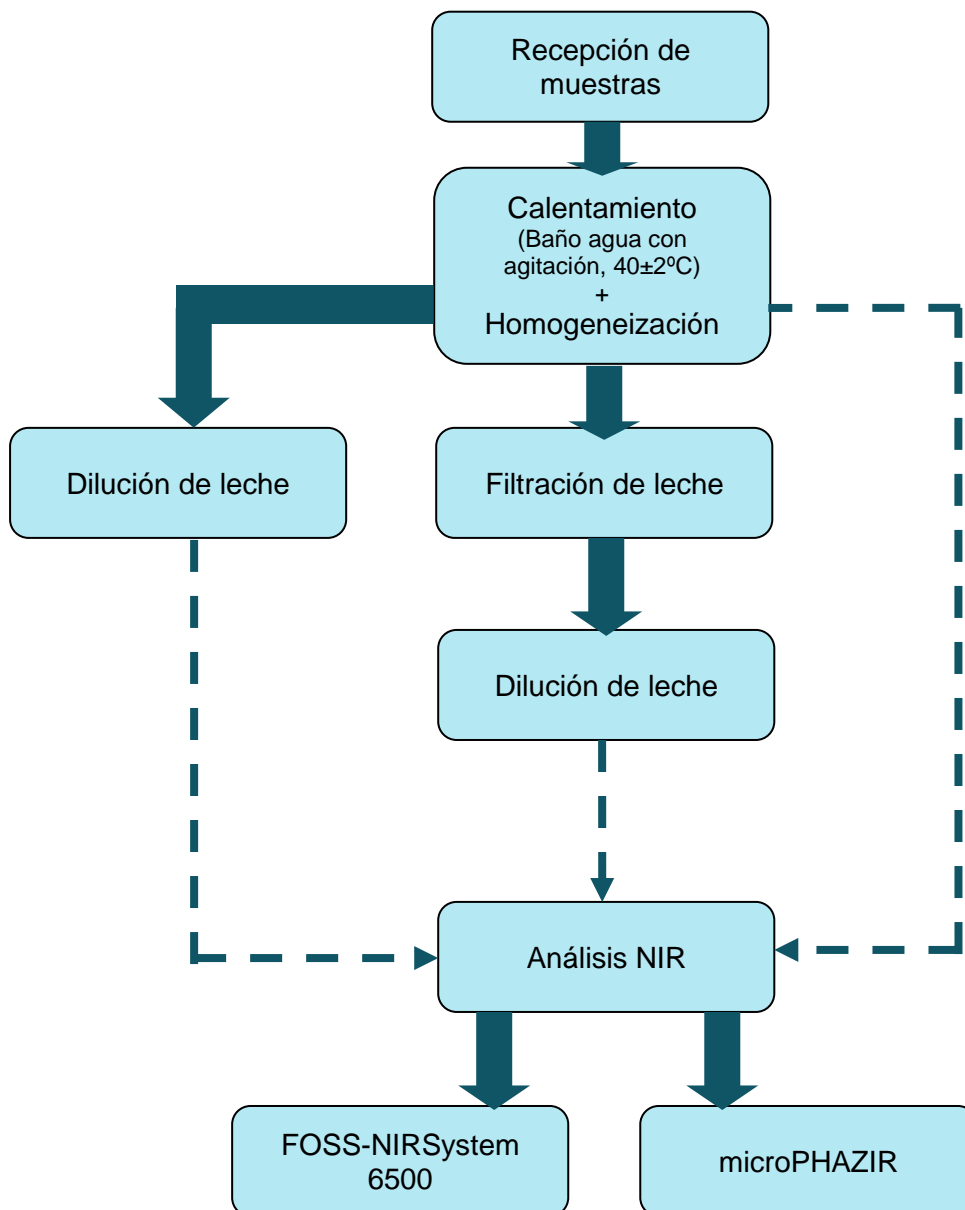 Recepción de
muestras
Calentamiento
(Baño agua con
agitación, 40±2ºC)
+
Homogeneización
Dilución de leche
Filtración de leche
Dilución de leche
Análisis NIR
FOSS-NIRSystem
6500
microPHAZIR